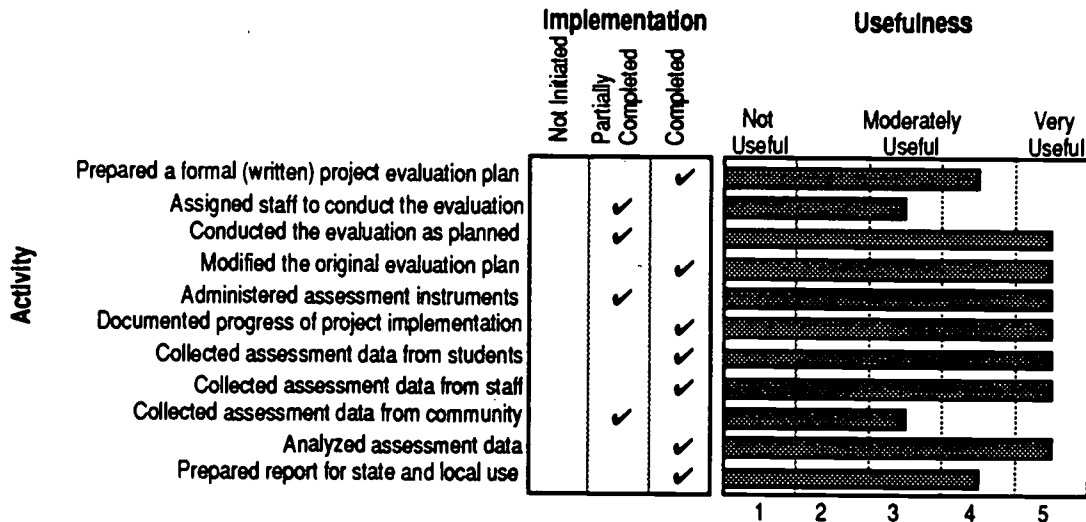 Implementation
Usefulness
Not Initiated
Partially
Completed
Completed
Not
Useful
Moderately
Useful
Very
Useful
Activity
Prepared a formal (written) project evaluation plan ✔
Assigned staff to conduct the evaluation ✔
Conducted the evaluation as planned ✔
Modified the original evaluation plan ✔
Administered assessment instruments ✔
Documented progress of project implementation ✔
Collected assessment data from students ✔
Collected assessment data from staff ✔
Collected assessment data from community ✔
Analyzed assessment data ✔
Prepared report for state and local use ✔
1 2 3 4 5